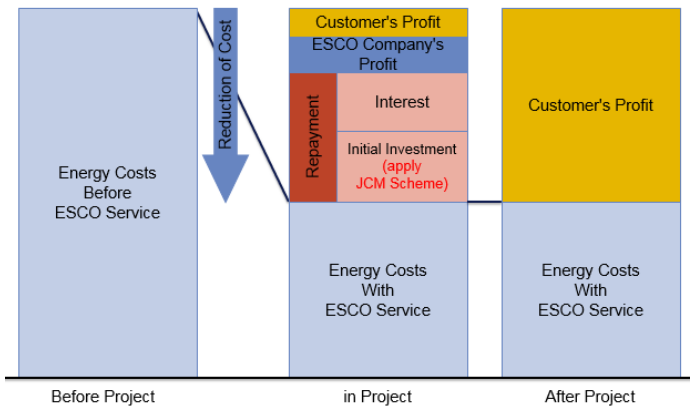 Energy Costs
Before
ESCO Service
Reduction of Cost
Customer's Profit
ESCO Company's
Profit
Repayment
Interest
Initial Investment
(apply
JCM Scheme)
Energy Costs
With
ESCO Service
Customer's Profit
Energy Costs
With
ESCO Service
Before Project
in Project
After Project